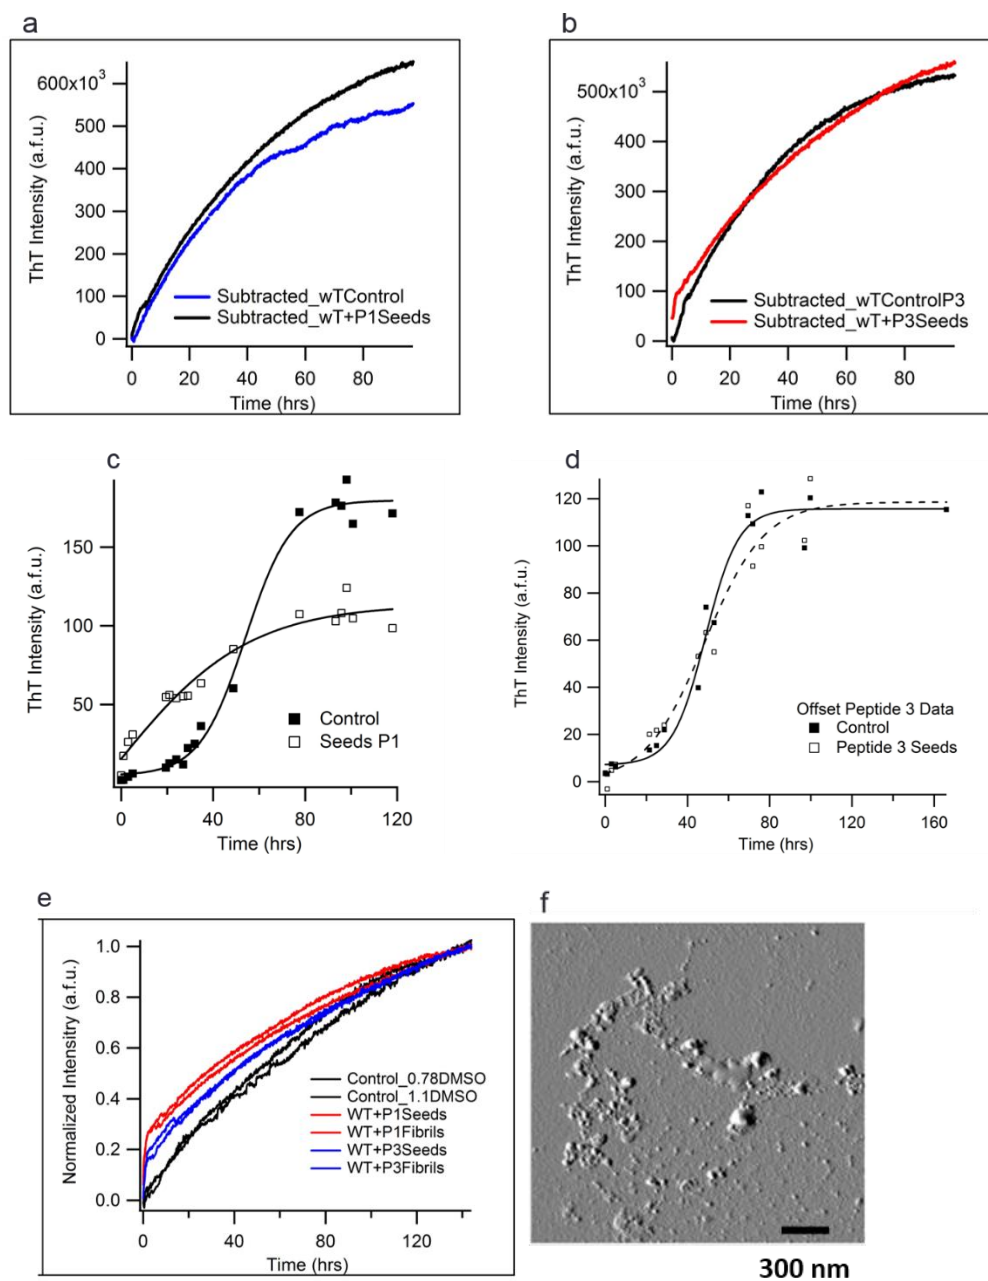 a
600x10³
500
400
300
200
100
0
ThT Intensity (a.f.u.)
Subtracted_wTControl
Subtracted_wT+P1Seeds
0 20 40 60 80
Time (hrs)
b
500x10³
400
300
200
100
0
ThT Intensity (a.f.u.)
Subtracted_wTControlP3
Subtracted_wT+P3Seeds
0 20 40 60 80
Time (hrs)
c
150
100
50
ThT Intensity (a.f.u.)
Control
Seeds P1
0 40 80 120
Time (hrs)
d
120
100
80
60
40
20
0
ThT Intensity (a.f.u.)
Offset Peptide 3 Data
Control
Peptide 3 Seeds
0 40 80 120 160
Time (hrs)
e
1.0
0.8
0.6
0.4
0.2
0.0
Normalized Intensitry (a.f.u.)
Control_0.78DMSO
Control_1.1DMSO
WT+P1Seeds
WT+P1Fibrils
WT+P3Seeds
WT+P3Fibrils
0 40 80 120
Time (hrs)
f
300 nm